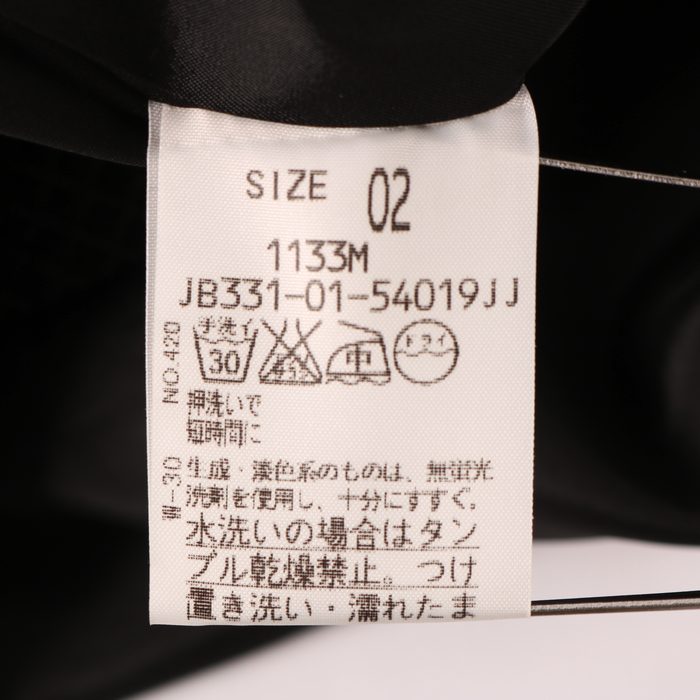 SIZE 02
1133M
JB331-01-54019JJ
手洗イ
30
エンソ
中
ドライ
NO.420
押洗いで
短時間に
W-30
生成・淡色系のものは、無蛍光
洗剤を使用し、十分にすすぐ。
水洗いの場合はタン
ブル乾燥禁止。つけ
置き洗い・濡れたま